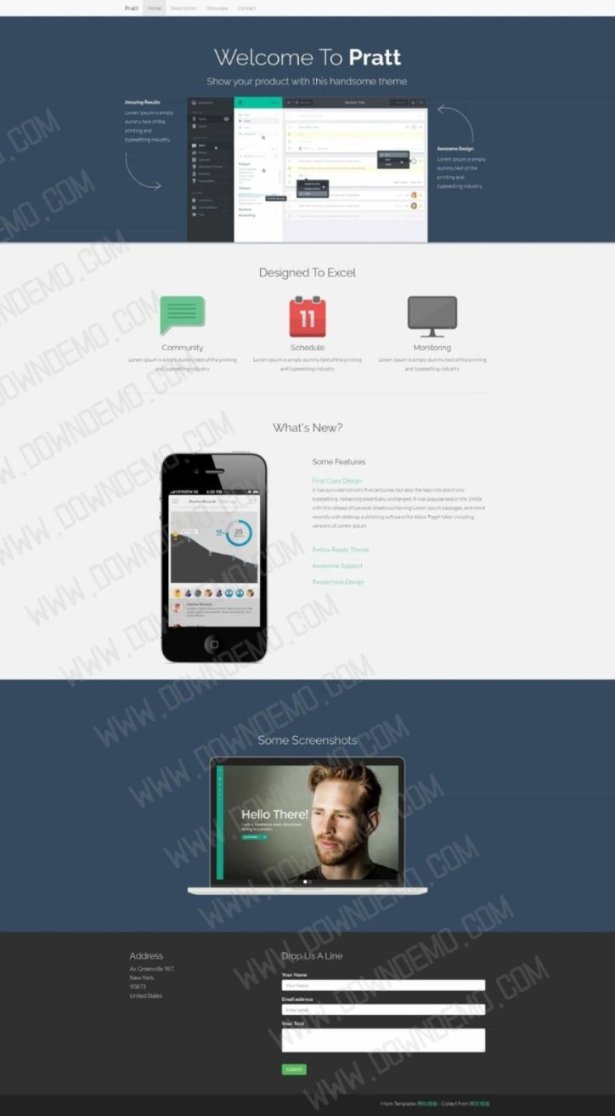 Pratt Home Description Showcase Contact
Welcome To Pratt
Show your product with this handsome theme.
Amazing Results
Lorem Ipsum is simply
dummy text of the
printing and
typesetting industry.
Awesome Design
Lorem Ipsum is simply
dummy text of the
printing and
typesetting industry.
Designed To Excel
11
Community
Lorem Ipsum is simply dummy text of the printing
and typesetting industry.
Schedule
Lorem Ipsum is simply dummy text of the printing
and typesetting industry.
Monitoring
Lorem Ipsum is simply dummy text of the printing
and typesetting industry.
What's New?
25
Some Features
First Class Design
It has survived not only five centuries, but also the leap into electronic
typesetting, remaining essentially unchanged. It was popularised in the 1960s
with the release of Letraset sheets containing Lorem Ipsum passages, and more
recently with desktop publishing software like Aldus PageMaker including
versions of Lorem Ipsum.
Retina Ready Theme
Awesome Support
Responsive Design
Some Screenshots
Hello There!
Address
Av. Greenville 987,
New York,
90873
United States
Drop Us A Line
Your Name
Your Name
Email address
Enter email
Your Text
SUBMIT
More Templates 网站模板 - Collect from 网页模板
WWW.DOWNDEMO.COM